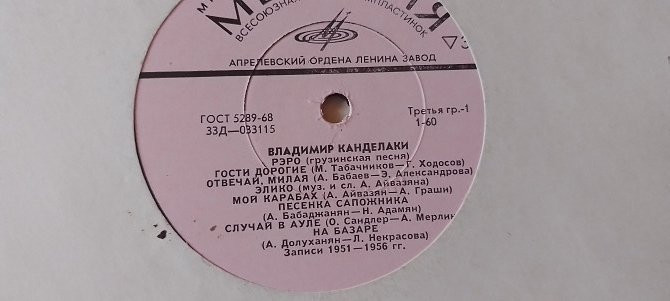 ВСЕСОЮЗНАЯ
АПРЕЛЕВСКИЙ ОРДЕНА ЛЕНИНА ЗАВОД
ГОСТ 5289-68
33Д—033115
Третья гр.-1
1-60
ВЛАДИМИР КАНДЕЛАКИ
РЭРО (грузинская песня)
ГОСТИ ДОРОГИЕ (М. Табачников—Г. Ходосов)
ОТВЕЧАЙ, МИЛАЯ (А. Бабаев—Э. Александрова)
ЭЛИКО (муз. и сл. А. Айвазяна)
МОЙ КАРАБАХ (А. Айвазян—А. Граши)
ПЕСЕНКА САПОЖНИКА
(А. Бабаджанян—Н. Адамян)
СЛУЧАЙ В АУЛЕ (О. Сандлер—А. Мерлин)
НА БАЗАРЕ
(А. Долуханян—Л. Некрасова)
Записи 1951—1956 гг.